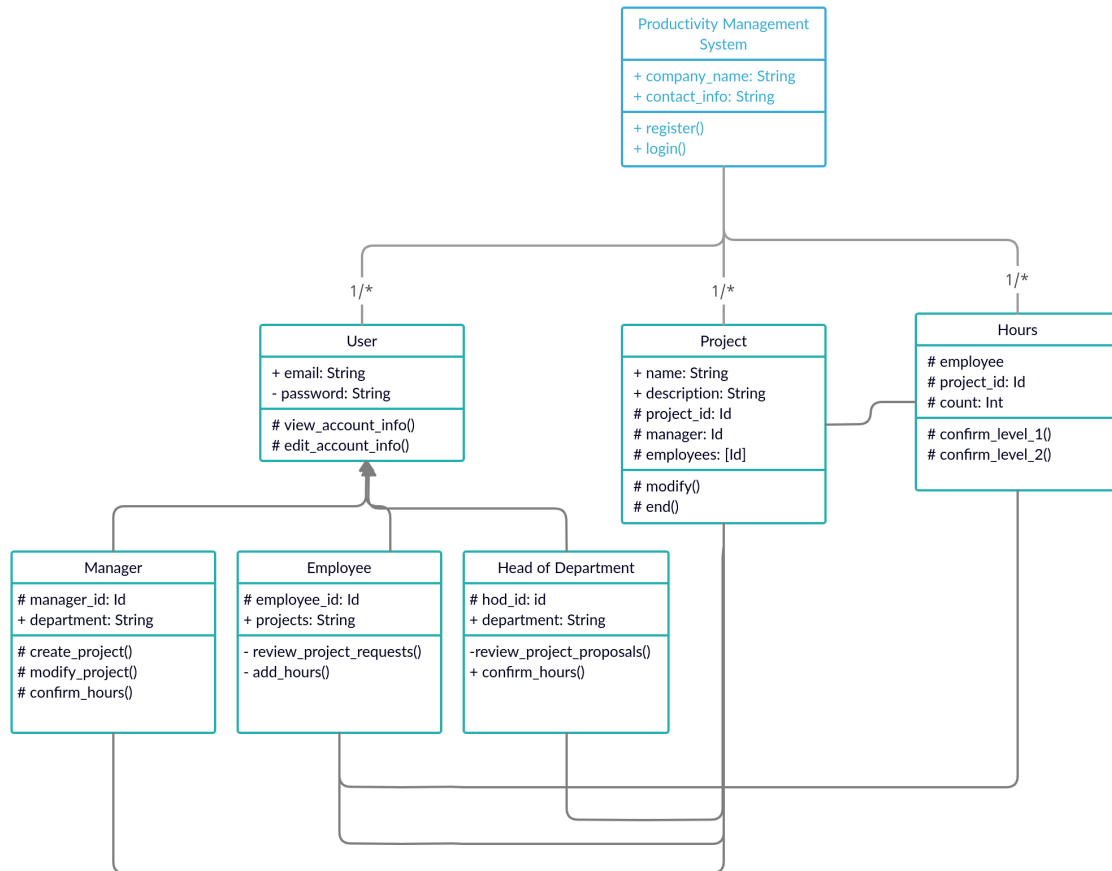 Productivity Management
System
+ company_name: String
+ contact_info: String
+ register()
+ login()
1/*
1/*
1/*
User
+ email: String
- password: String
# view_account_info()
# edit_account_info()
Project
+ name: String
+ description: String
# project_id: Id
# manager: Id
# employees: [Id]
# modify()
# end()
Hours
# employee
# project_id: Id
# count: Int
# confirm_level_1()
# confirm_level_2()
Manager
# manager_id: Id
+ department: String
# create_project()
# modify_project()
# confirm_hours()
Employee
# employee_id: Id
+ projects: String
- review_project_requests()
- add_hours()
Head of Department
# hod_id: id
+ department: String
-review_project_proposals()
+ confirm_hours()